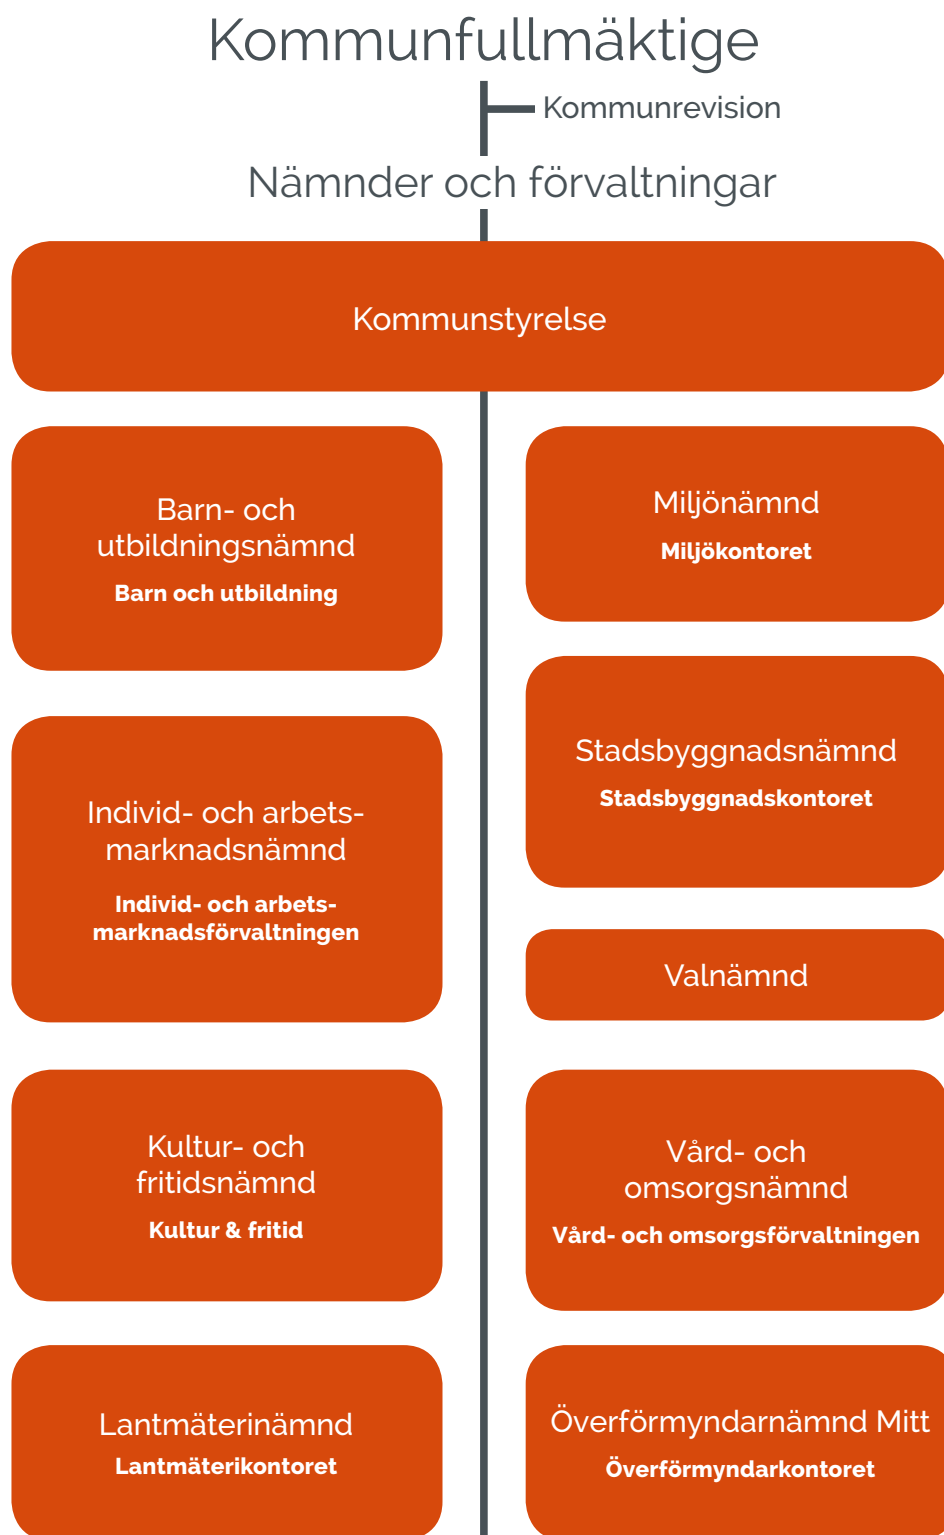 Kommunfullmäktige
Kommunrevision
Nämnder och förvaltningar
Kommunstyrelse
Barn- och
utbildningsnämnd
Barn och utbildning
Individ- och arbets-
marknadsnämnd
Individ- och arbets-
marknadsförvaltningen
Kultur- och
fritidsnämnd
Kultur & fritid
Lantmäterinämnd
Lantmäterikontoret
Miljönämnd
Miljökontoret
Stadsbyggnadsnämnd
Stadsbyggnadskontoret
Valnämnd
Vård- och
omsorgsnämnd
Vård- och omsorgsförvaltningen
Överförmyndarnämnd Mitt
Överförmyndarkontoret